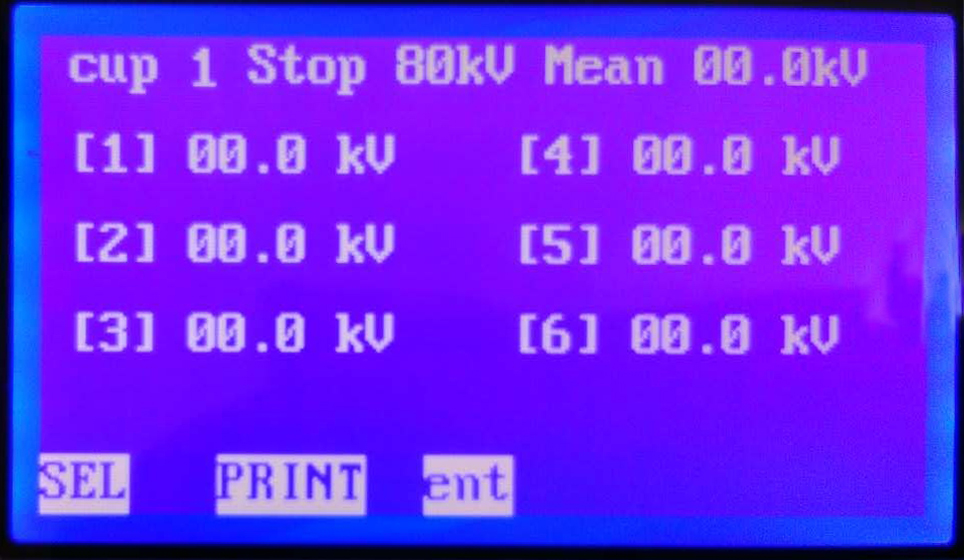 cup 1 Stop 80kV Mean 00.0kV
[1] 00.0 kV [4] 00.0 kV
[2] 00.0 kV [5] 00.0 kV
[3] 00.0 kV [6] 00.0 kV
SEL PRINT ent